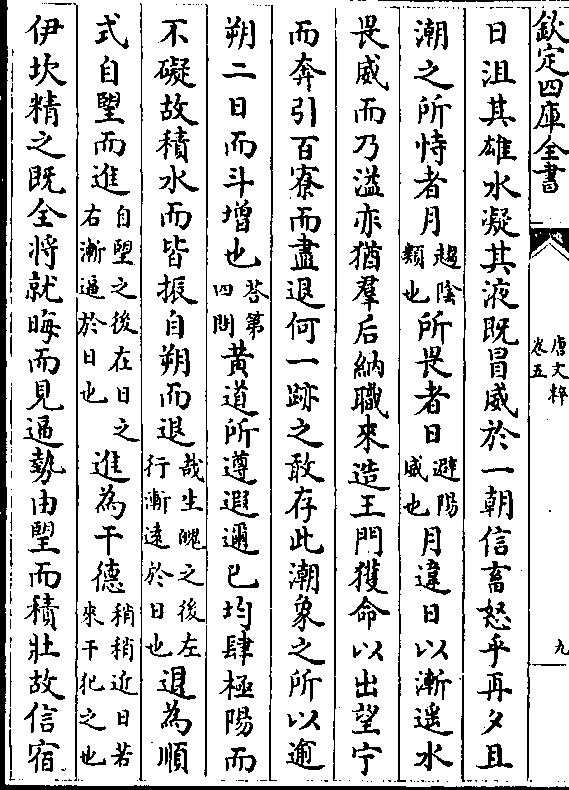 欽定四庫全書
唐文粹
卷五
九
日沮其雄水凝其液既冒威於一朝信畜怒乎再夕且
潮之所恃者月趨陰類也所畏者日避陽威也月違日以漸遥水
畏威而乃溢亦猶羣后納職來造王門獲命以出望宁
而奔引百寮而盡退何一跡之敢存此潮象之所以逾
朔二日而斗增也答第四問黄道所遵遐邇已均肆極陽而
不礙故積水而皆振自朔而退哉生魄之後左行漸遠於日也退為順
式自朢而進自朢之後在日之右漸逼於日也進為干德稍稍近日若來干犯之也
伊坎精之既全將就晦而見逼勢由朢而積壯故信宿